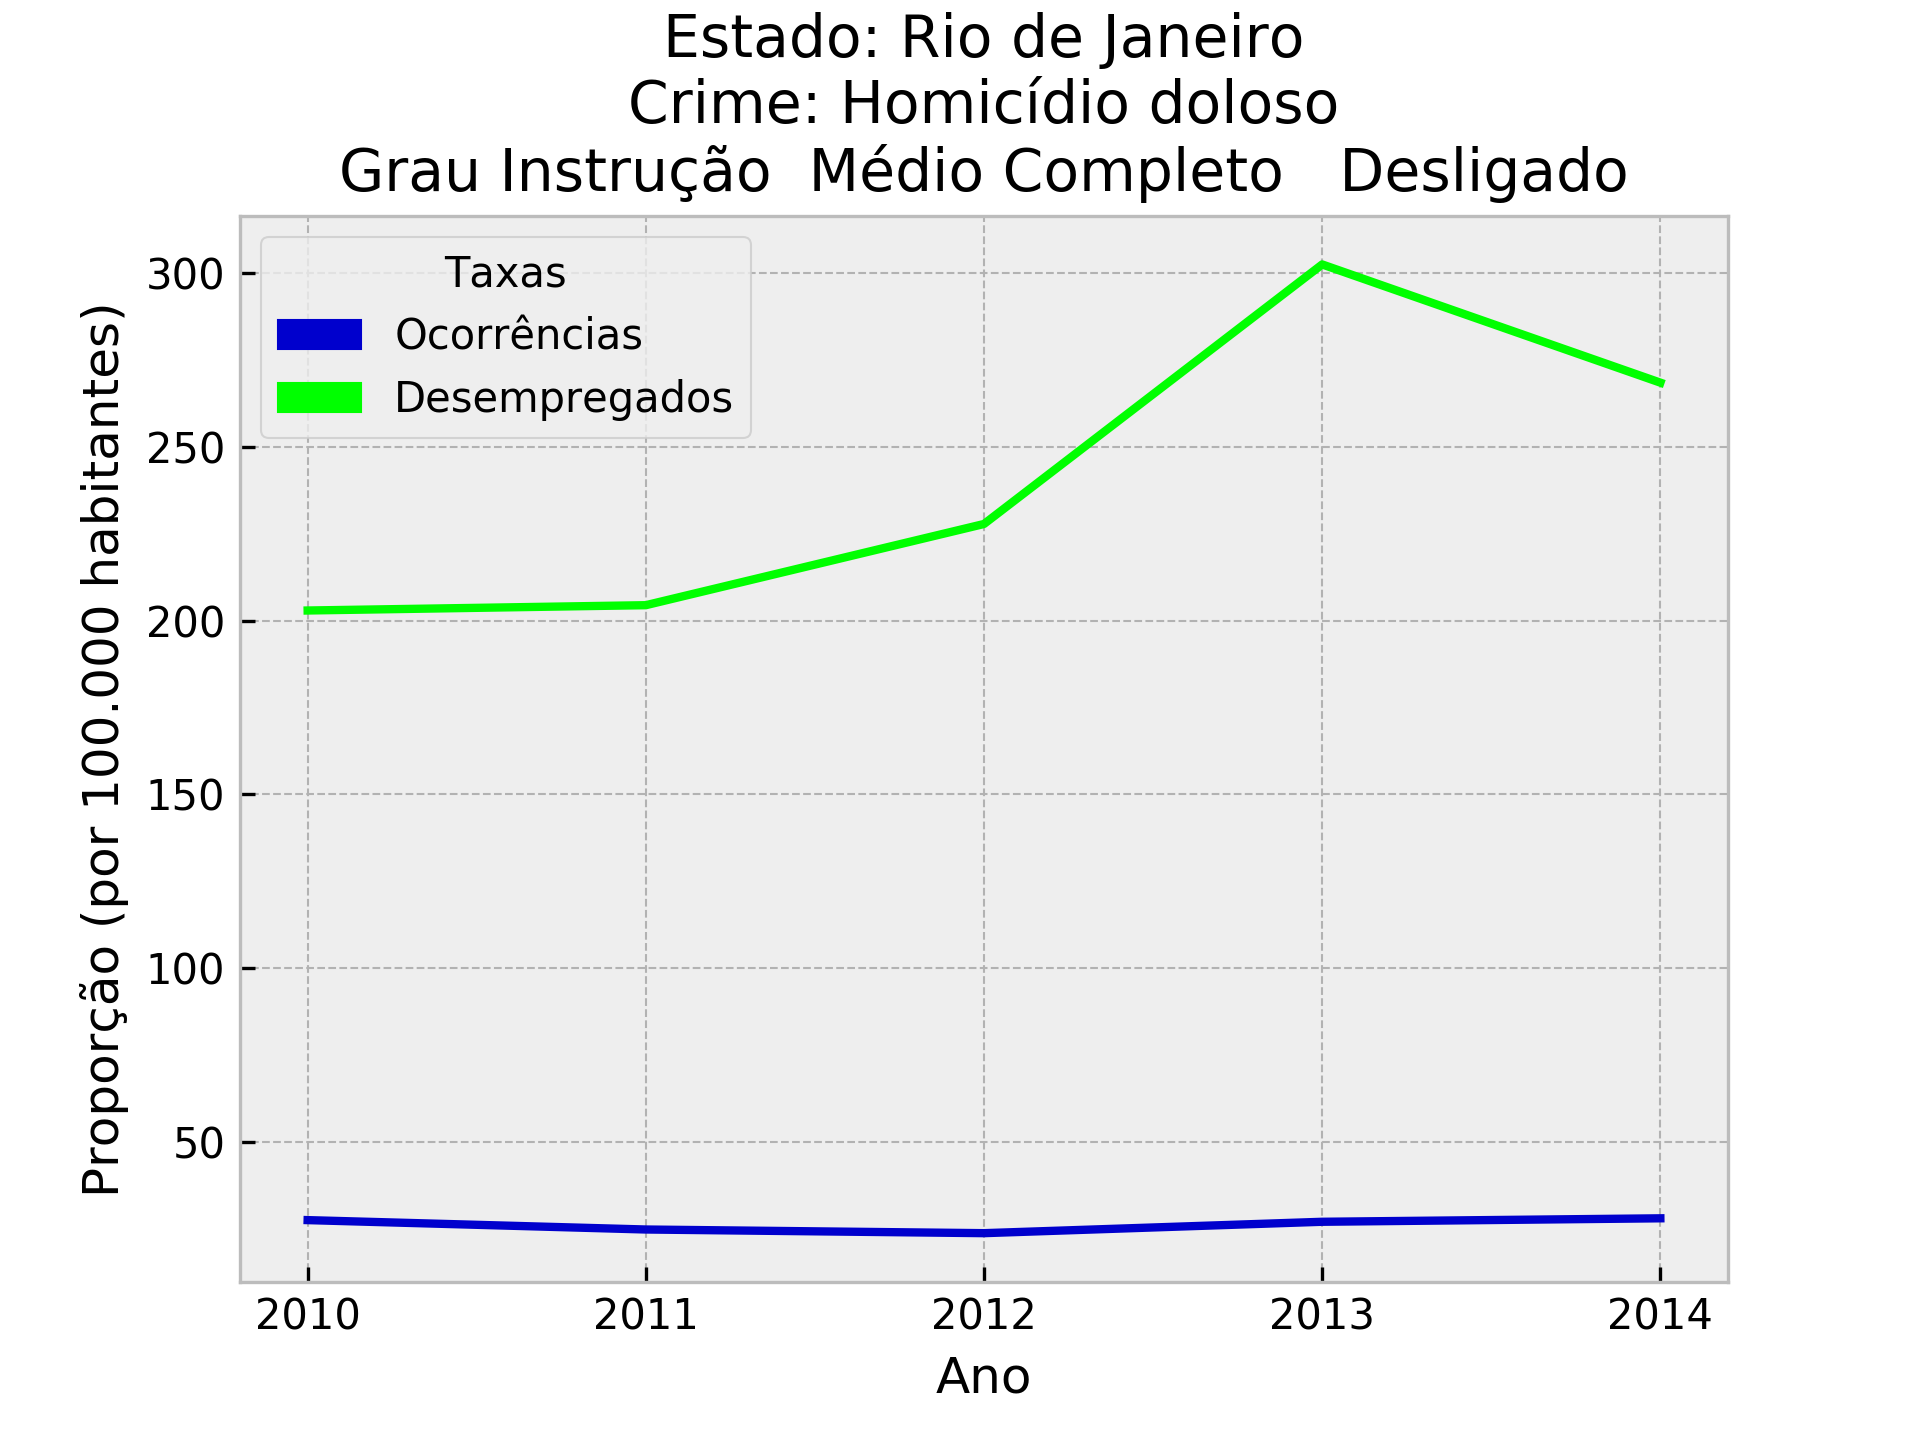 Estado: Rio de Janeiro
Crime: Homicídio doloso
Grau Instrução  Médio Completo   Desligado
Taxas
Ocorrências
Desempregados
Proporção (por 100.000 habitantes)
300
250
200
150
100
50
2010 2011 2012 2013 2014
Ano